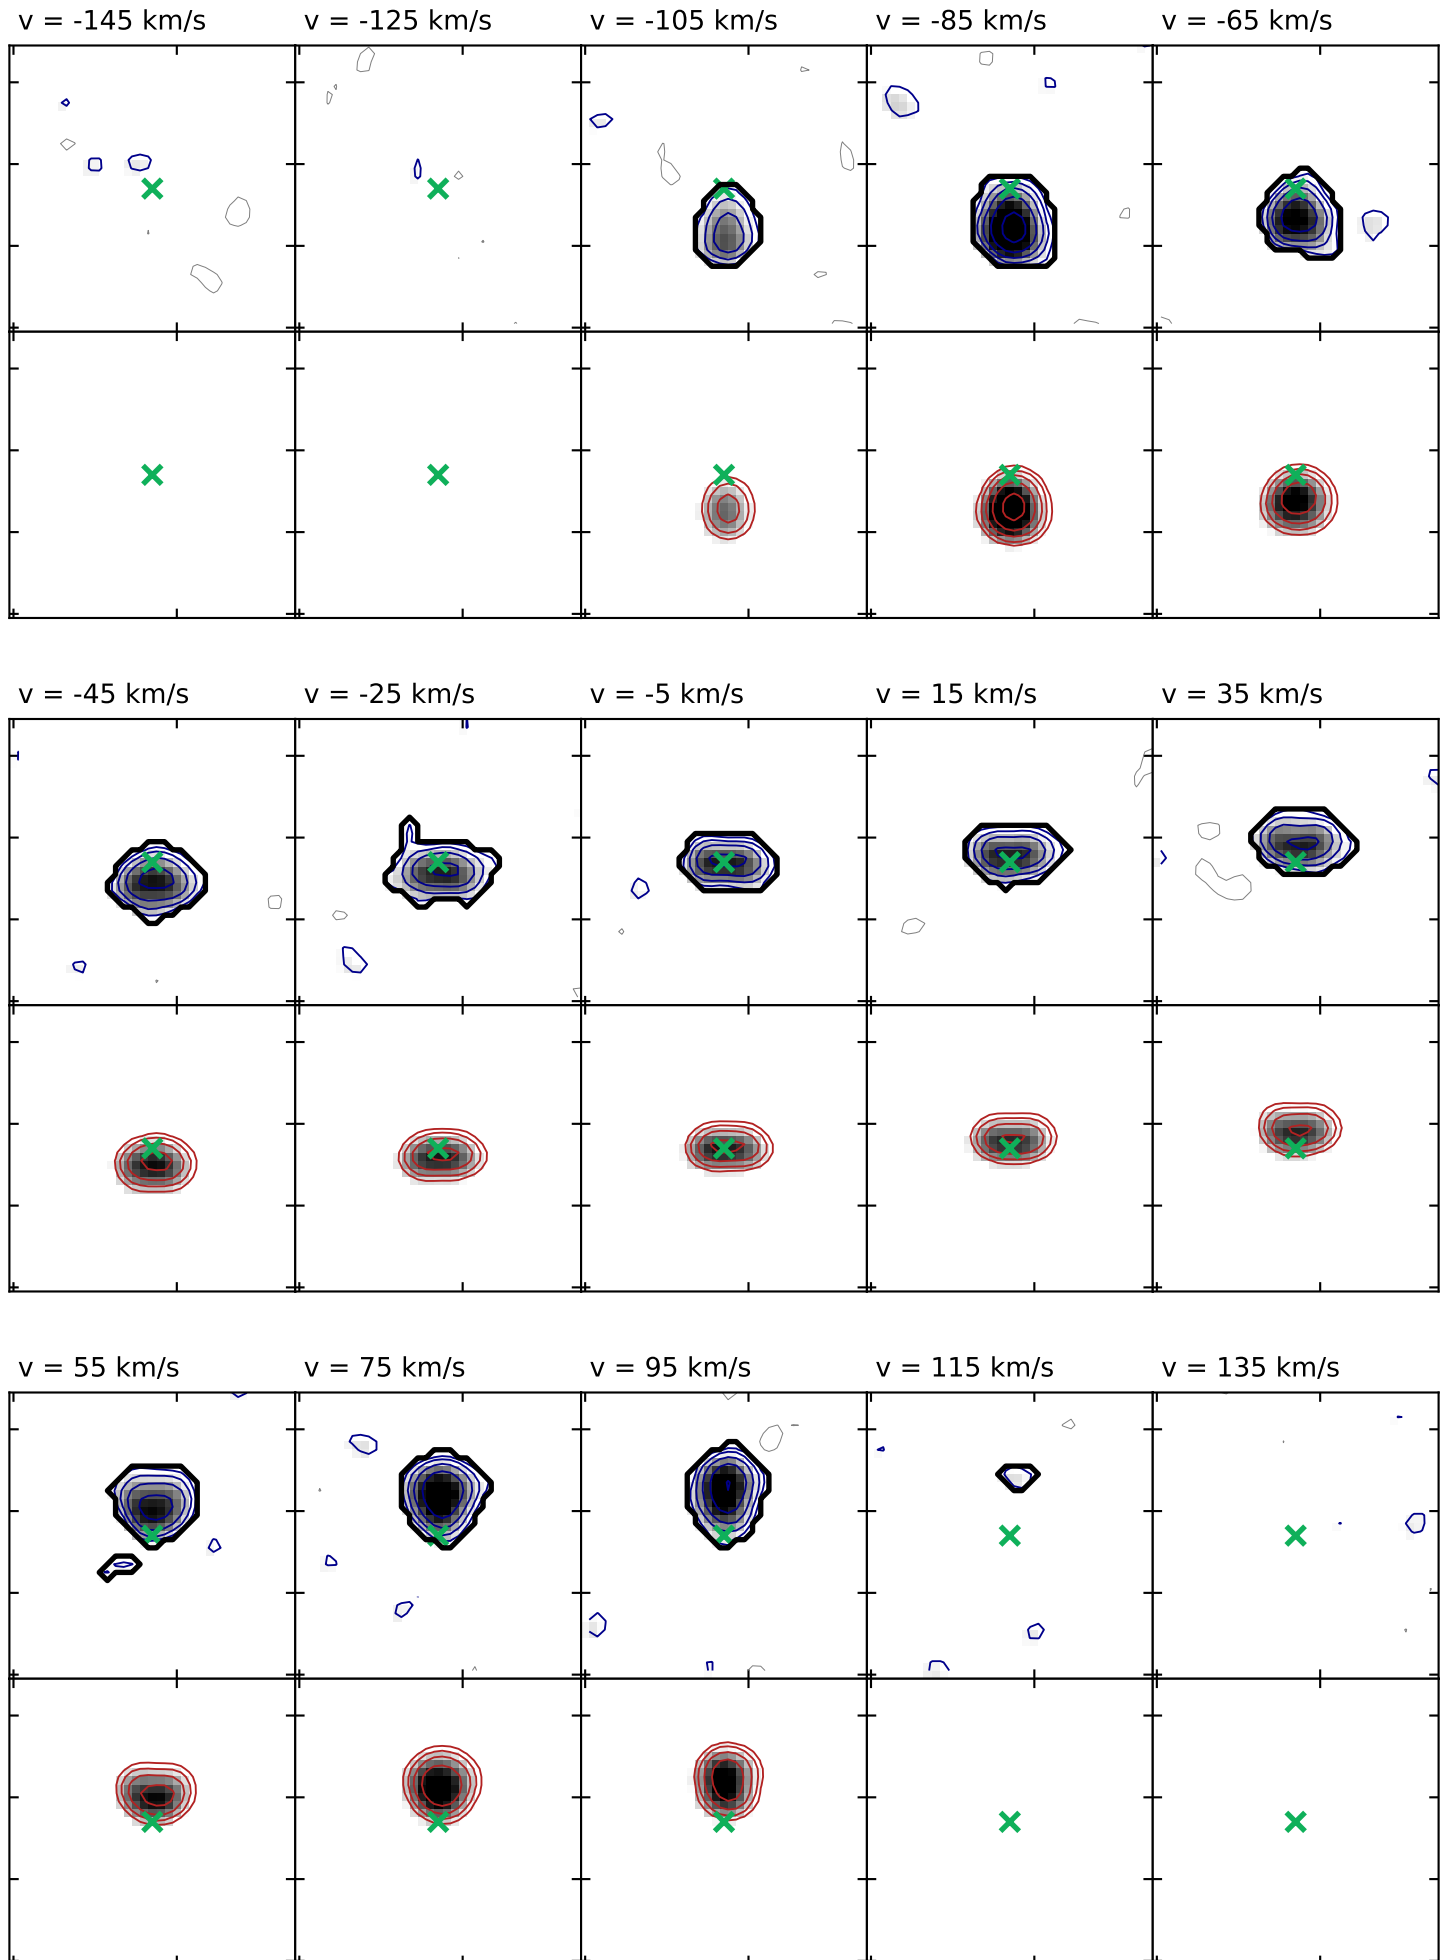 v = -145 km/s v = -125 km/s v = -105 km/s v = -85 km/s v = -65 km/s
v = -45 km/s v = -25 km/s v = -5 km/s v = 15 km/s v = 35 km/s
v = 55 km/s v = 75 km/s v = 95 km/s v = 115 km/s v = 135 km/s